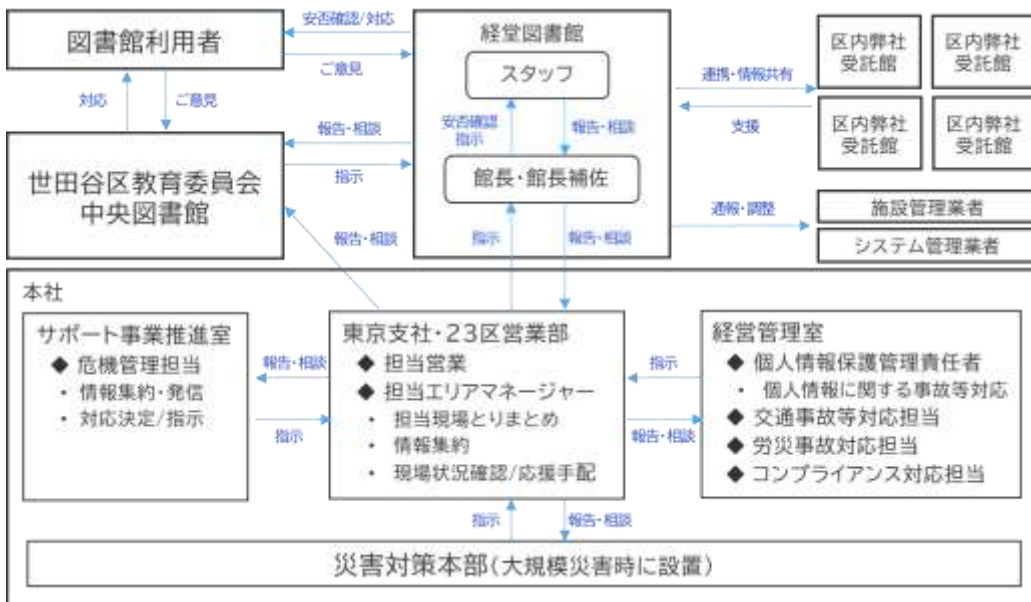 図書館利用者
安否確認/対応
ご意見
経堂図書館
スタッフ
安否確認
指示
報告・相談
館長・館長補佐
連携・情報共有
支援
区内弊社
受託館
区内弊社
受託館
区内弊社
受託館
区内弊社
受託館
対応
ご意見
報告・相談
指示
世田谷区教育委員会
中央図書館
通報・調整
施設管理業者
システム管理業者
報告・相談
指示
報告・相談
本社
サポート事業推進室
◆ 危機管理担当
・ 情報集約・発信
・ 対応決定/指示
報告・相談
指示
東京支社・23区営業部
◆ 担当営業
◆ 担当エリアマネージャー
・ 担当現場とりまとめ
・ 情報集約
・ 現場状況確認/応援手配
指示
報告・相談
経営管理室
◆ 個人情報保護管理責任者
・ 個人情報に関する事故等対応
◆ 交通事故等対応担当
◆ 労災事故対応担当
◆ コンプライアンス対応担当
指示
報告・相談
災害対策本部(大規模災害時に設置)